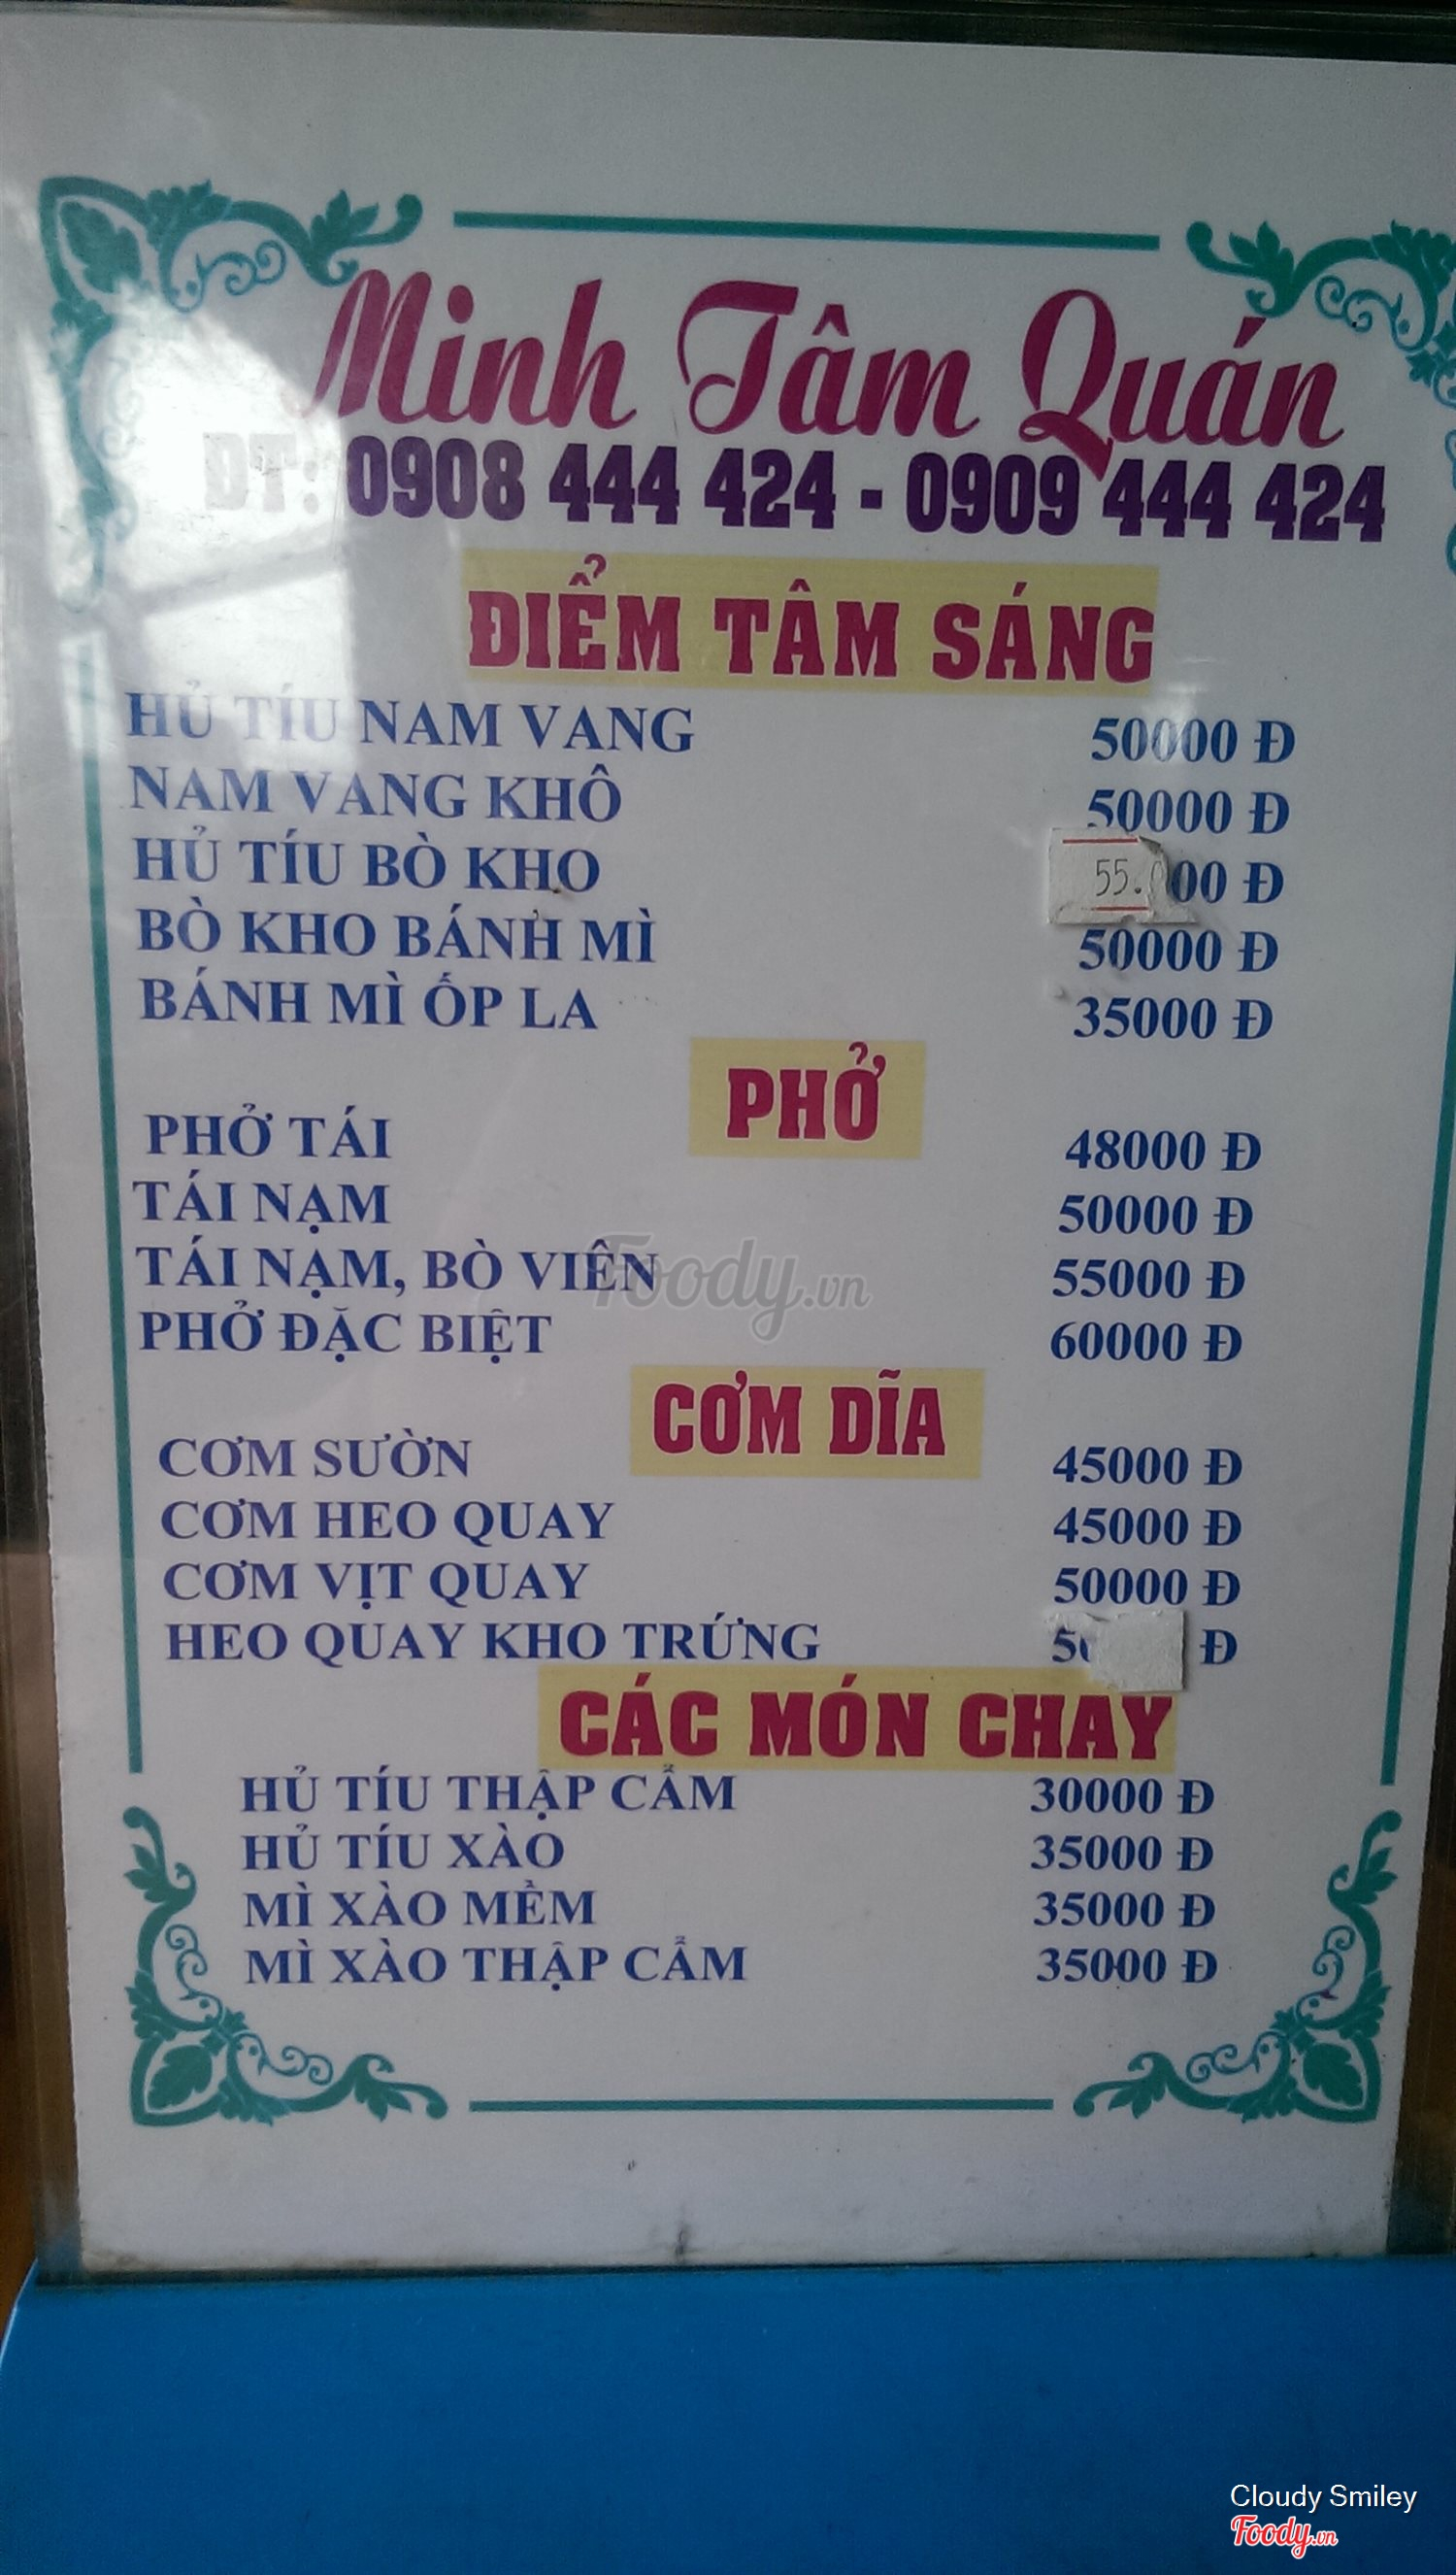 Minh Tâm Quán
ĐT: 0908 444 424 - 0909 444 424
ĐIỂM TÂM SÁNG
HỦ TÍU NAM VANG 50000 Đ
NAM VANG KHÔ 50000 Đ
HỦ TÍU BÒ KHO 55.000 Đ
BÒ KHO BÁNH MÌ 50000 Đ
BÁNH MÌ ỐP LA 35000 Đ
PHỞ
PHỞ TÁI 48000 Đ
TÁI NẠM 50000 Đ
TÁI NẠM, BÒ VIÊN 55000 Đ
PHỞ ĐẶC BIỆT 60000 Đ
Foody.vn
CƠM DĨA
CƠM SƯỜN 45000 Đ
CƠM HEO QUAY 45000 Đ
CƠM VỊT QUAY 50000 Đ
HEO QUAY KHO TRỨNG Đ
CÁC MÓN CHAY
HỦ TÍU THẬP CẨM 30000 Đ
HỦ TÍU XÀO 35000 Đ
MÌ XÀO MỀM 35000 Đ
MÌ XÀO THẬP CẨM 35000 Đ
Cloudy Smiley
Foody.vn